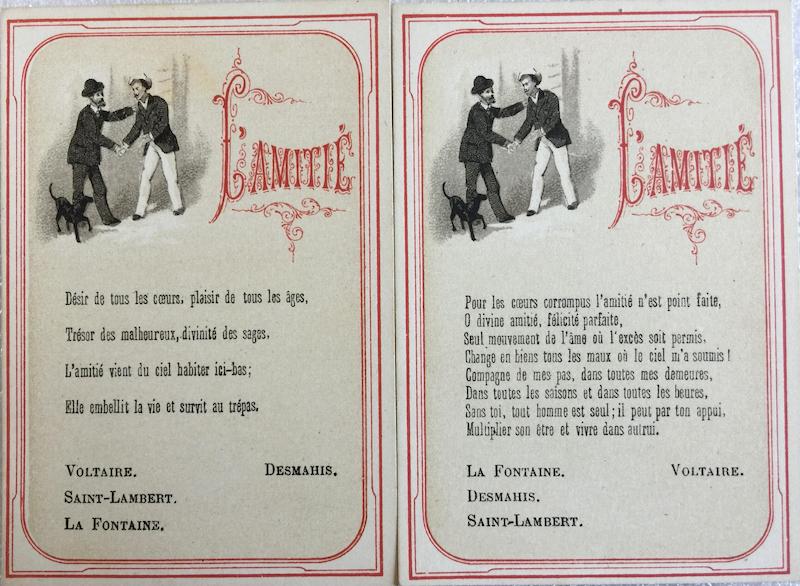 L'AMITIÉ
Désir de tous les cœurs, plaisir de tous les âges,
Trésor des malheureux, divinité des sages,
L'amitié vient du ciel habiter ici-bas;
Elle embellit la vie et survit au trépas.
VOLTAIRE. DESMAHIS.
SAINT-LAMBERT.
LA FONTAINE.
L'AMITIÉ
Pour les cœurs corrompus l'amitié n'est point faite,
O divine amitié, félicité parfaite,
Seul mouvement de l'âme où l'excès soit permis,
Change en biens tous les maux où le ciel m'a soumis!
Compagne de mes pas, dans toutes mes demeures,
Dans toutes les saisons et dans toutes les heures,
Sans toi, tout homme est seul; il peut par ton appui,
Multiplier son être et vivre dans autrui.
LA FONTAINE. VOLTAIRE.
DESMAHIS.
SAINT-LAMBERT.